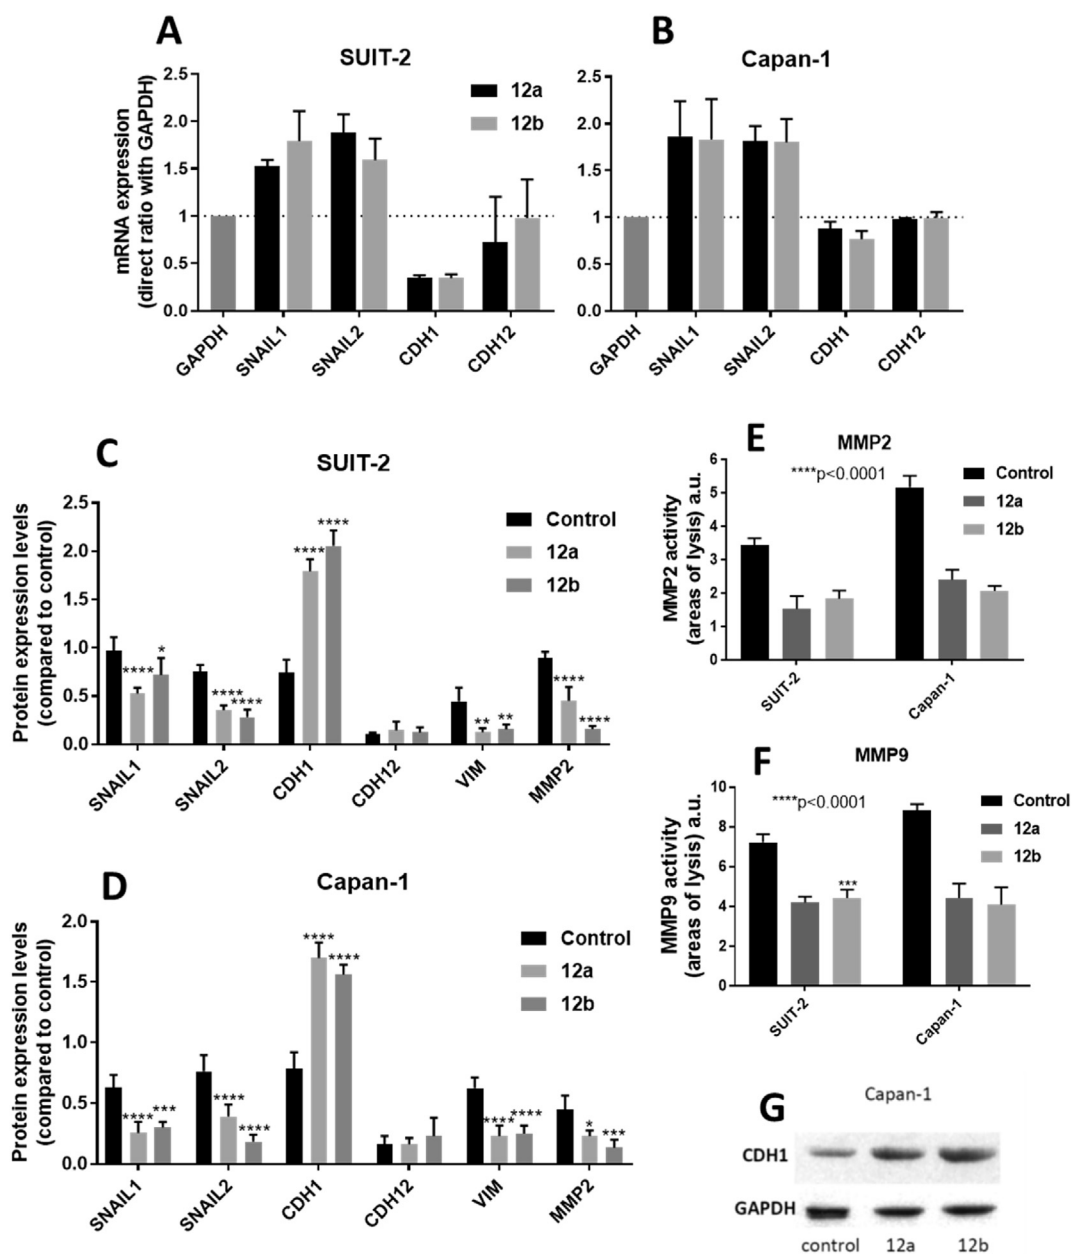 A
SUIT-2
mRNA expression
(direct ratio with GAPDH)
2.5
2.0
1.5
1
0.5
0.0
12a
12b
GAPDH
SNAIL1
SNAIL2
CDH1
CDH12
B
Capan-1
2.5
2.0
1.5
1
0.5
0.0
GAPDH
SNAIL1
SNAIL2
CDH1
CDH12
C
SUIT-2
Protein expression levels
(compared to control)
2.5
2.0
1.5
1.0
0.5
0.0
Control
12a
12b
****
*
****
****
****
****
**
**
****
****
SNAIL1
SNAIL2
CDH1
CDH12
VIM
MMP2
E
MMP2
MMP2 activity
(areas of lysis) a.u.
6
5
4
3
2
1
0
****p<0.0001
Control
12a
12b
SUIT-2
Capan-1
F
MMP9
MMP9 activity
(areas of lysis) a.u.
10
8
6
4
2
0
****p<0.0001
***
Control
12a
12b
SUIT-2
Capan-1
D
Capan-1
Protein expression levels
(compared to control)
2.0
1.5
1.0
0.5
0.0
Control
12a
12b
****
***
****
****
****
****
****
****
*
***
SNAIL1
SNAIL2
CDH1
CDH12
VIM
MMP2
G
Capan-1
CDH1
GAPDH
control 12a 12b